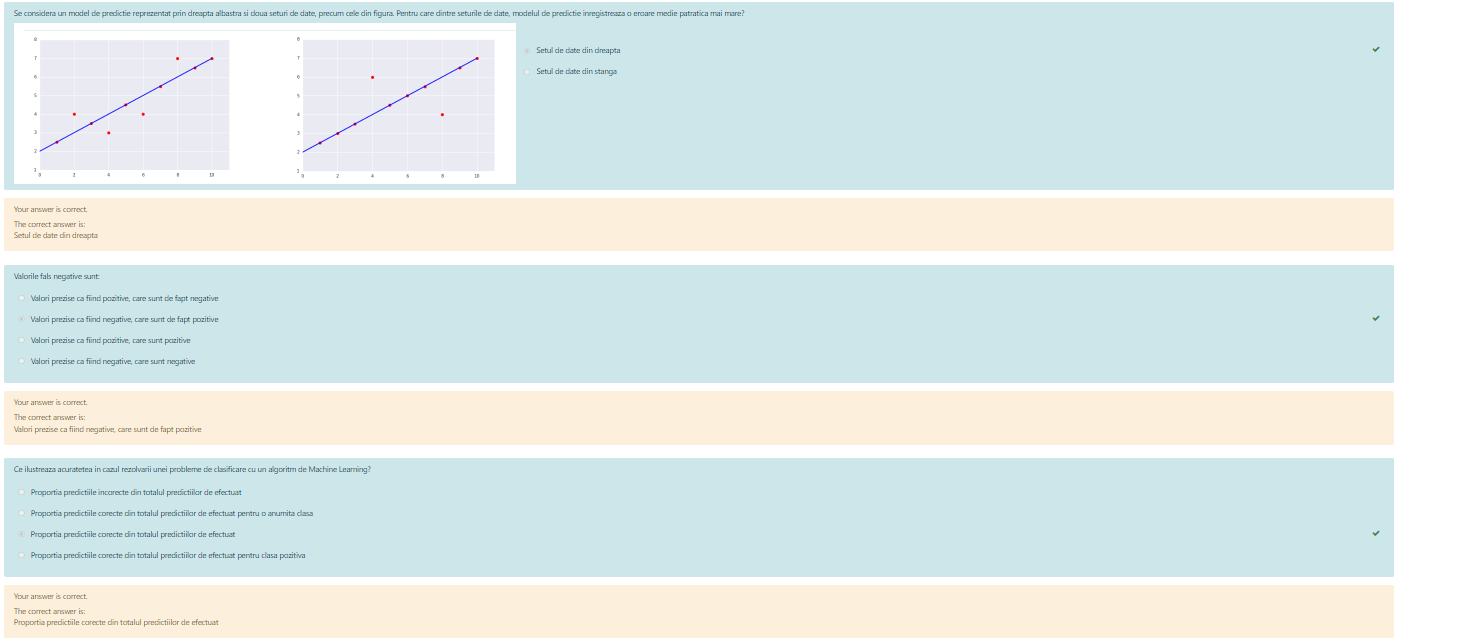 Se considera un model de predictie reprezentat prin dreapta albastra si doua seturi de date, precum cele din figura. Pentru care dintre seturile de date, modelul de predictie inregistreaza o eroare medie patratica mai mare?
8
7
6
5
4
3
2
1
0 2 4 6 8 10
8
7
6
5
4
3
2
1
0 2 4 6 8 10
Setul de date din dreapta
Setul de date din stanga
Your answer is correct.
The correct answer is:
Setul de date din dreapta
Valorile fals negative sunt:
Valori prezise ca fiind pozitive, care sunt de fapt negative
Valori prezise ca fiind negative, care sunt de fapt pozitive
Valori prezise ca fiind pozitive, care sunt pozitive
Valori prezise ca fiind negative, care sunt negative
Your answer is correct.
The correct answer is:
Valori prezise ca fiind negative, care sunt de fapt pozitive
Ce ilustreaza acuratetea in cazul rezolvarii unei probleme de clasificare cu un algoritm de Machine Learning?
Proportia predictiile incorecte din totalul predictiilor de efectuat
Proportia predictiile corecte din totalul predictiilor de efectuat pentru o anumita clasa
Proportia predictiile corecte din totalul predictiilor de efectuat
Proportia predictiile corecte din totalul predictiilor de efectuat pentru clasa pozitiva
Your answer is correct.
The correct answer is:
Proportia predictiile corecte din totalul predictiilor de efectuat